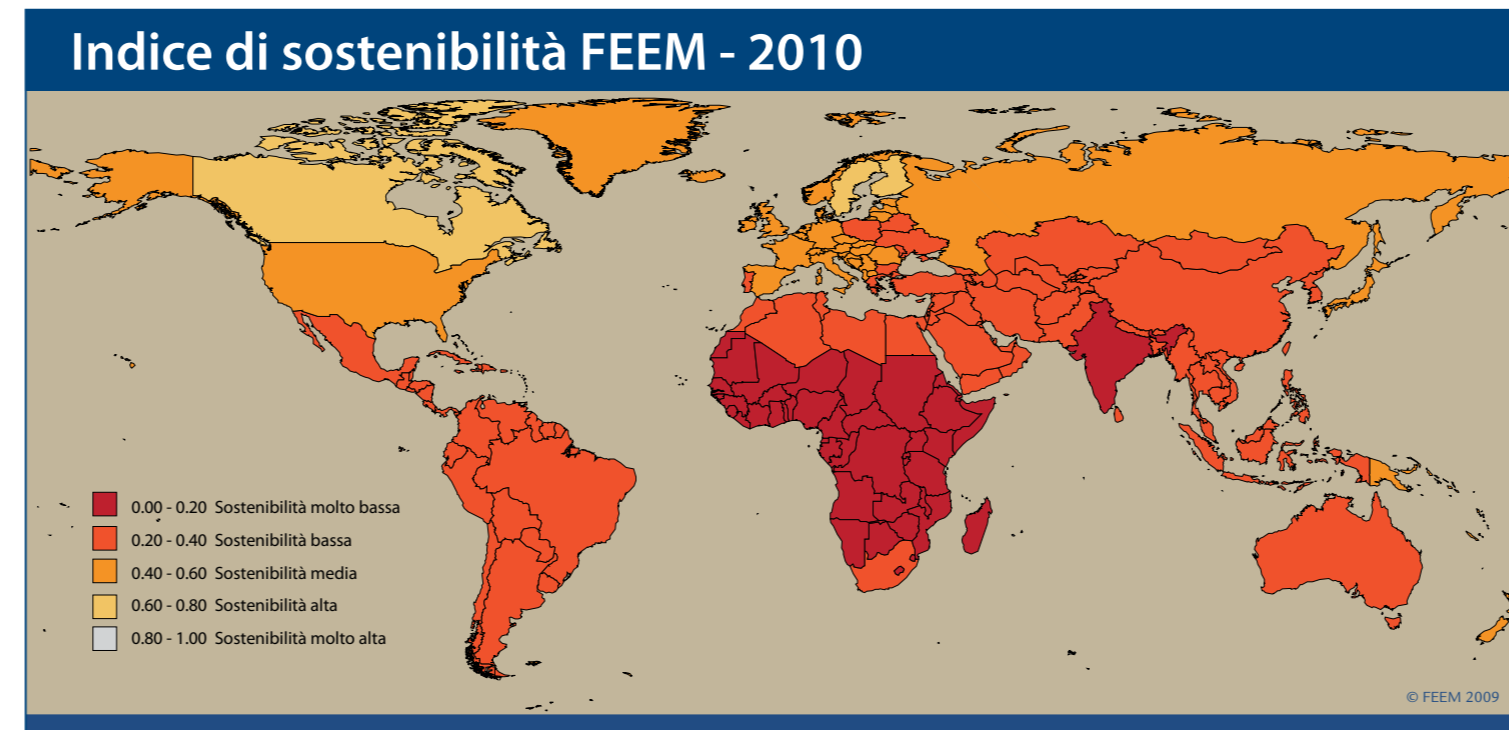 Indice di sostenibilità FEEM - 2010
0.00 - 0.20 Sostenibilità molto bassa
0.20 - 0.40 Sostenibilità bassa
0.40 - 0.60 Sostenibilità media
0.60 - 0.80 Sostenibilità alta
0.80 - 1.00 Sostenibilità molto alta
© FEEM 2009